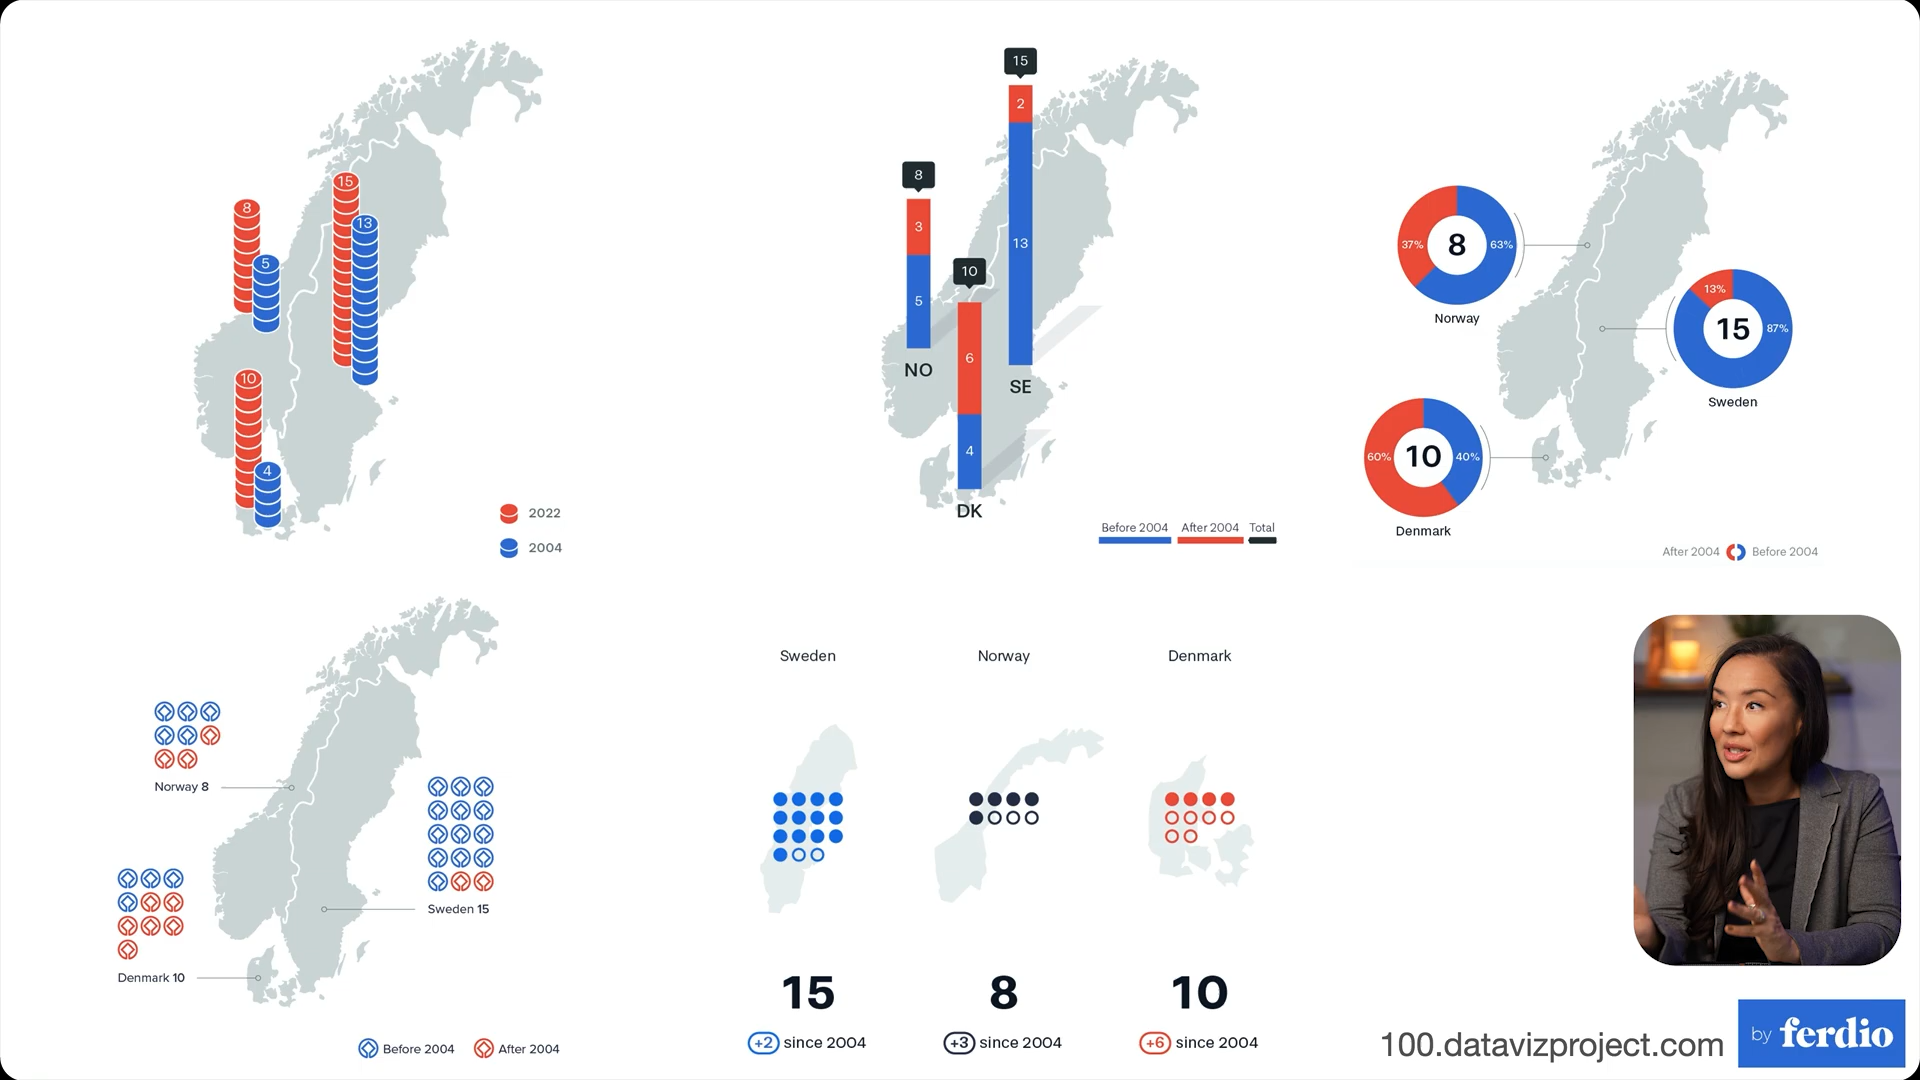 8
5
15
13
10
4
2022
2004
15
2
13
SE
8
3
5
NO
10
6
4
DK
Before 2004 After 2004 Total
37% 8 63%
Norway
13%
15 87%
Sweden
60% 10 40%
Denmark
After 2004 Before 2004
Norway 8
Sweden 15
Denmark 10
Before 2004 After 2004
Sweden Norway Denmark
15 8 10
+2 since 2004 +3 since 2004 +6 since 2004
100.datavizproject.com
by ferdio